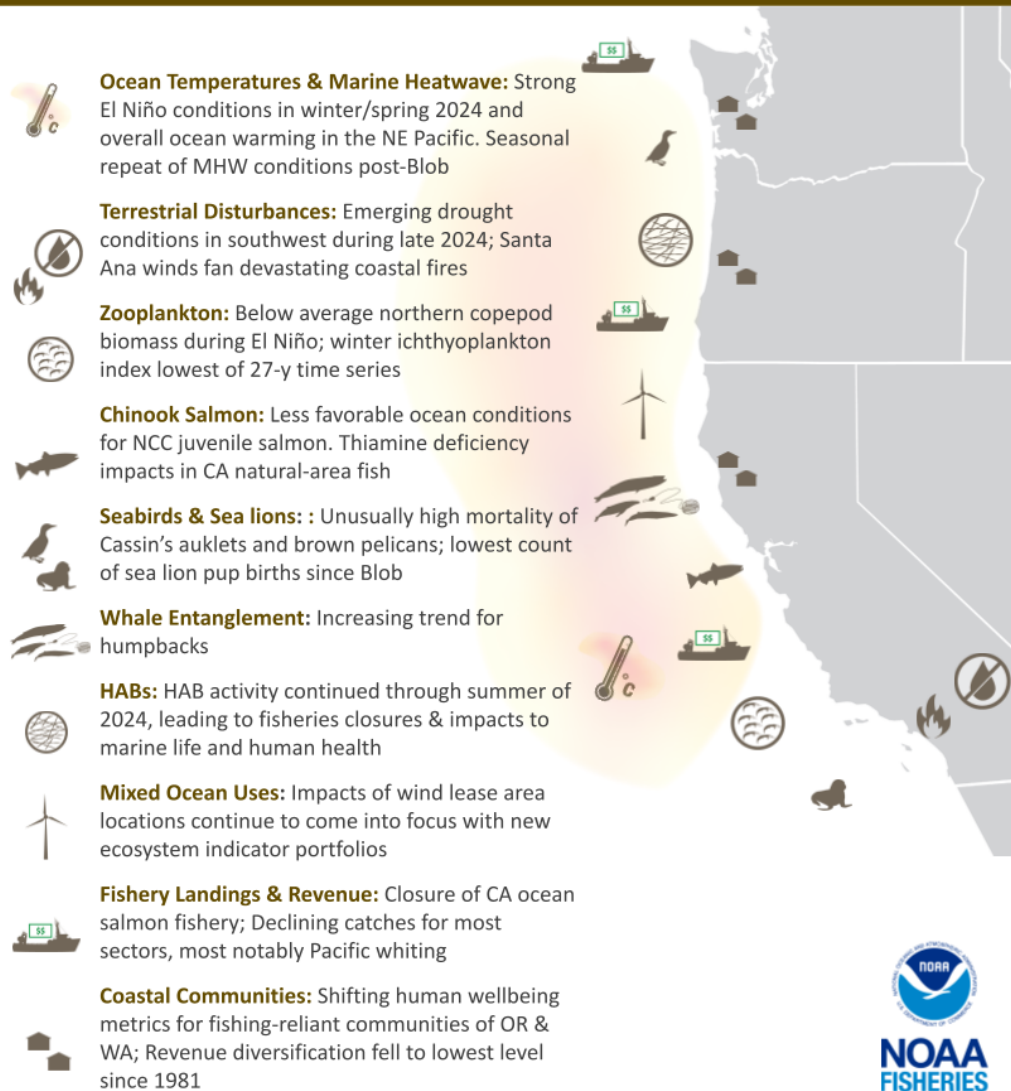 Ocean Temperatures & Marine Heatwave: Strong
El Niño conditions in winter/spring 2024 and
overall ocean warming in the NE Pacific. Seasonal
repeat of MHW conditions post-Blob
Terrestrial Disturbances: Emerging drought
conditions in southwest during late 2024; Santa
Ana winds fan devastating coastal fires
Zooplankton: Below average northern copepod
biomass during El Niño; winter ichthyoplankton
index lowest of 27-y time series
Chinook Salmon: Less favorable ocean conditions
for NCC juvenile salmon. Thiamine deficiency
impacts in CA natural-area fish
Seabirds & Sea lions: : Unusually high mortality of
Cassin's auklets and brown pelicans; lowest count
of sea lion pup births since Blob
Whale Entanglement: Increasing trend for
humpbacks
HABs: HAB activity continued through summer of
2024, leading to fisheries closures & impacts to
marine life and human health
Mixed Ocean Uses: Impacts of wind lease area
locations continue to come into focus with new
ecosystem indicator portfolios
Fishery Landings & Revenue: Closure of CA ocean
salmon fishery; Declining catches for most
sectors, most notably Pacific whiting
Coastal Communities: Shifting human wellbeing
metrics for fishing-reliant communities of OR &
WA; Revenue diversification fell to lowest level
since 1981
°C
$$
$$
$$
$$
°C
NATIONAL OCEANIC AND ATMOSPHERIC ADMINISTRATION
NOAA
U.S. DEPARTMENT OF COMMERCE
NOAA
FISHERIES